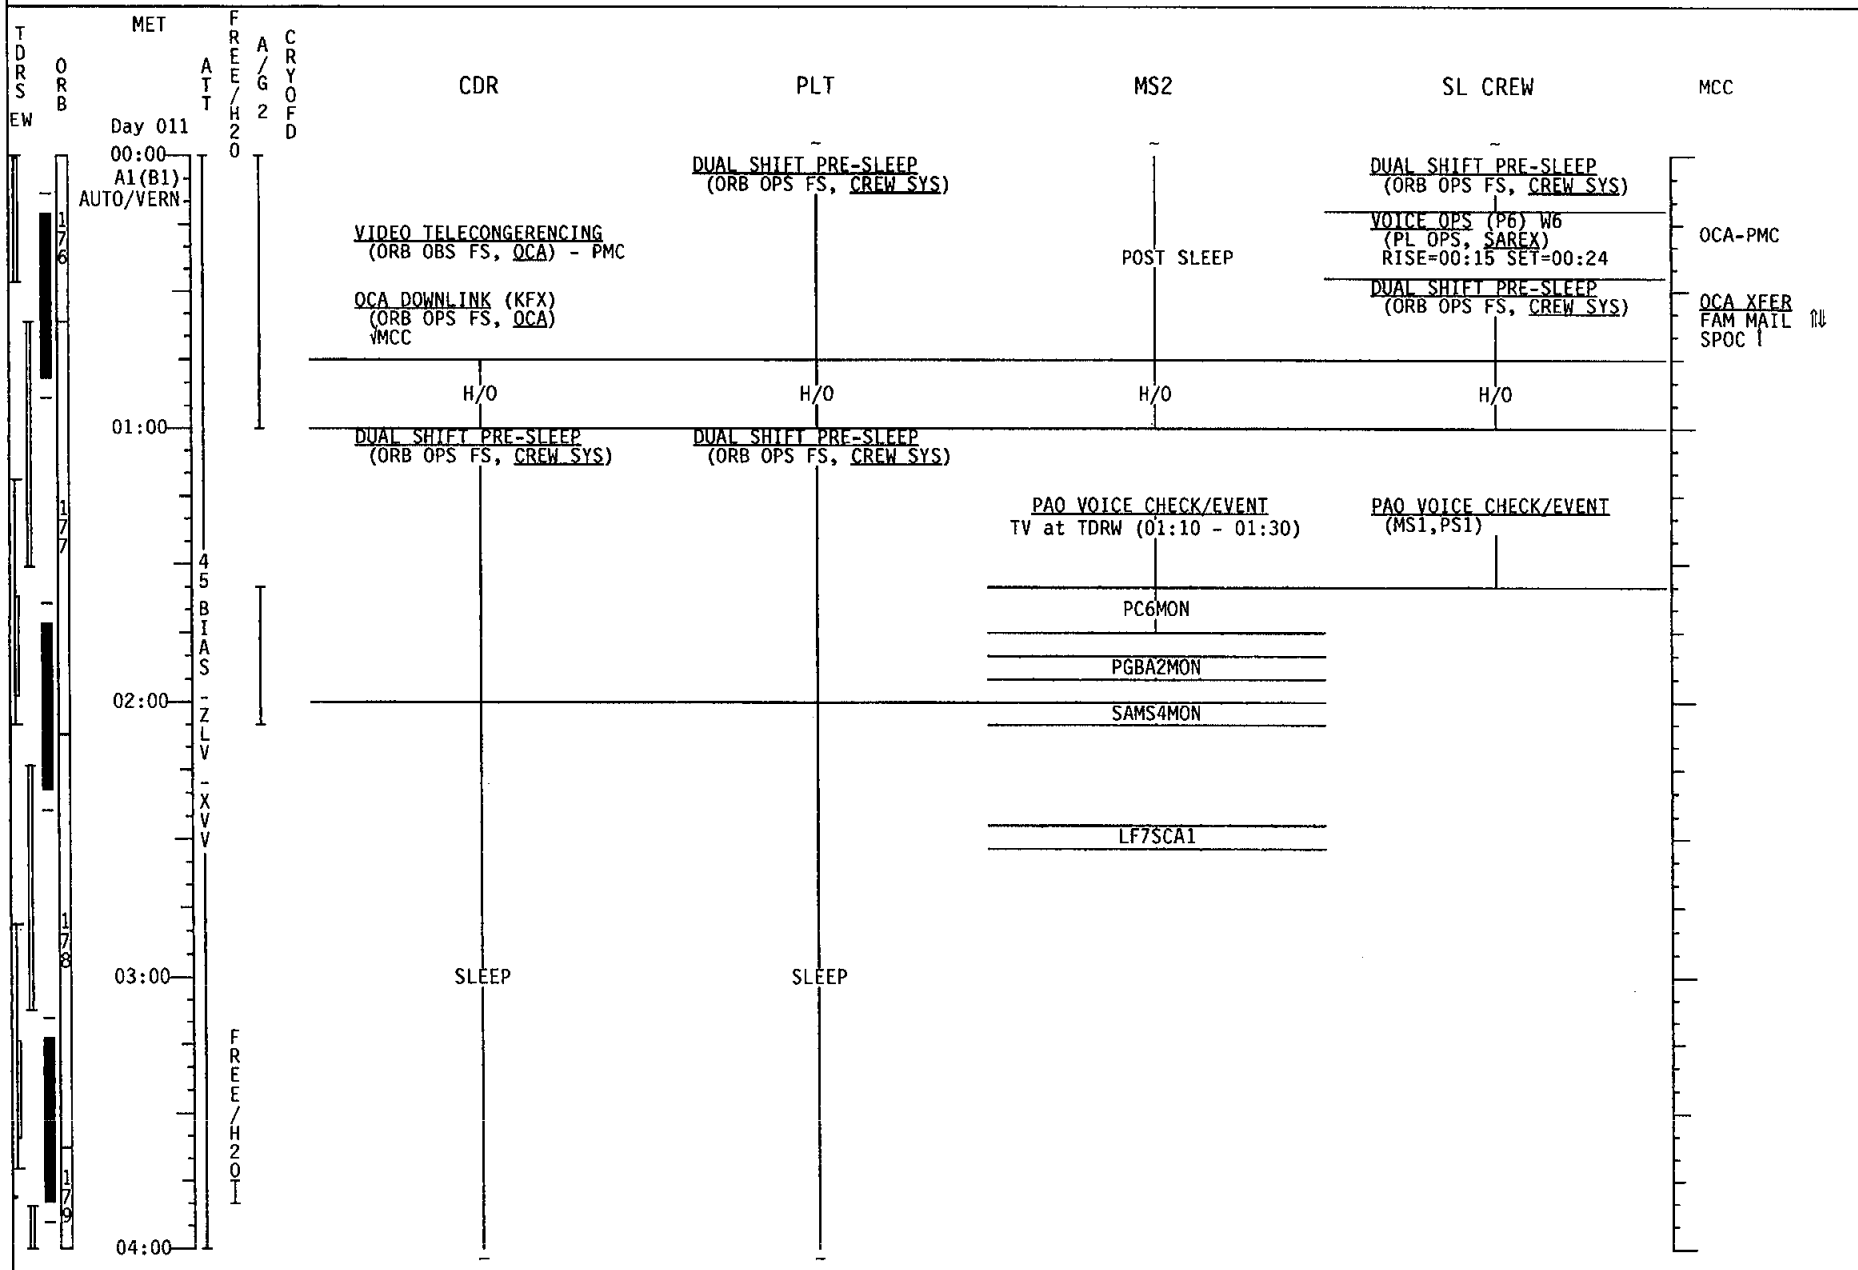 TDRS
EW
ORB
MET
ATT
FREE/H2O
A/G 2
CRYOFD
CDR
PLT
MS2
SL CREW
MCC
Day 011
00:00
A1(B1)
AUTO/VERN
01:00
02:00
03:00
04:00
176
177
178
179
45 BIAS -ZLV -XVV
FREE/H2O
VIDEO TELECONGERENCING
(ORB OBS FS, OCA) - PMC
OCA DOWNLINK (KFX)
(ORB OPS FS, OCA)
√MCC
H/O
DUAL SHIFT PRE-SLEEP
(ORB OPS FS, CREW SYS)
SLEEP
~
~
DUAL SHIFT PRE-SLEEP
(ORB OPS FS, CREW SYS)
H/O
DUAL SHIFT PRE-SLEEP
(ORB OPS FS, CREW SYS)
SLEEP
~
~
POST SLEEP
H/O
PAO VOICE CHECK/EVENT
TV at TDRW (01:10 - 01:30)
PC6MON
PGBA2MON
SAMS4MON
LF7SCA1
~
DUAL SHIFT PRE-SLEEP
(ORB OPS FS, CREW SYS)
VOICE OPS (P6) W6
(PL OPS, SAREX)
RISE=00:15 SET=00:24
DUAL SHIFT PRE-SLEEP
(ORB OPS FS, CREW SYS)
H/O
PAO VOICE CHECK/EVENT
(MS1,PS1)
OCA-PMC
OCA XFER
FAM MAIL ⇑⇓
SPOC ↑